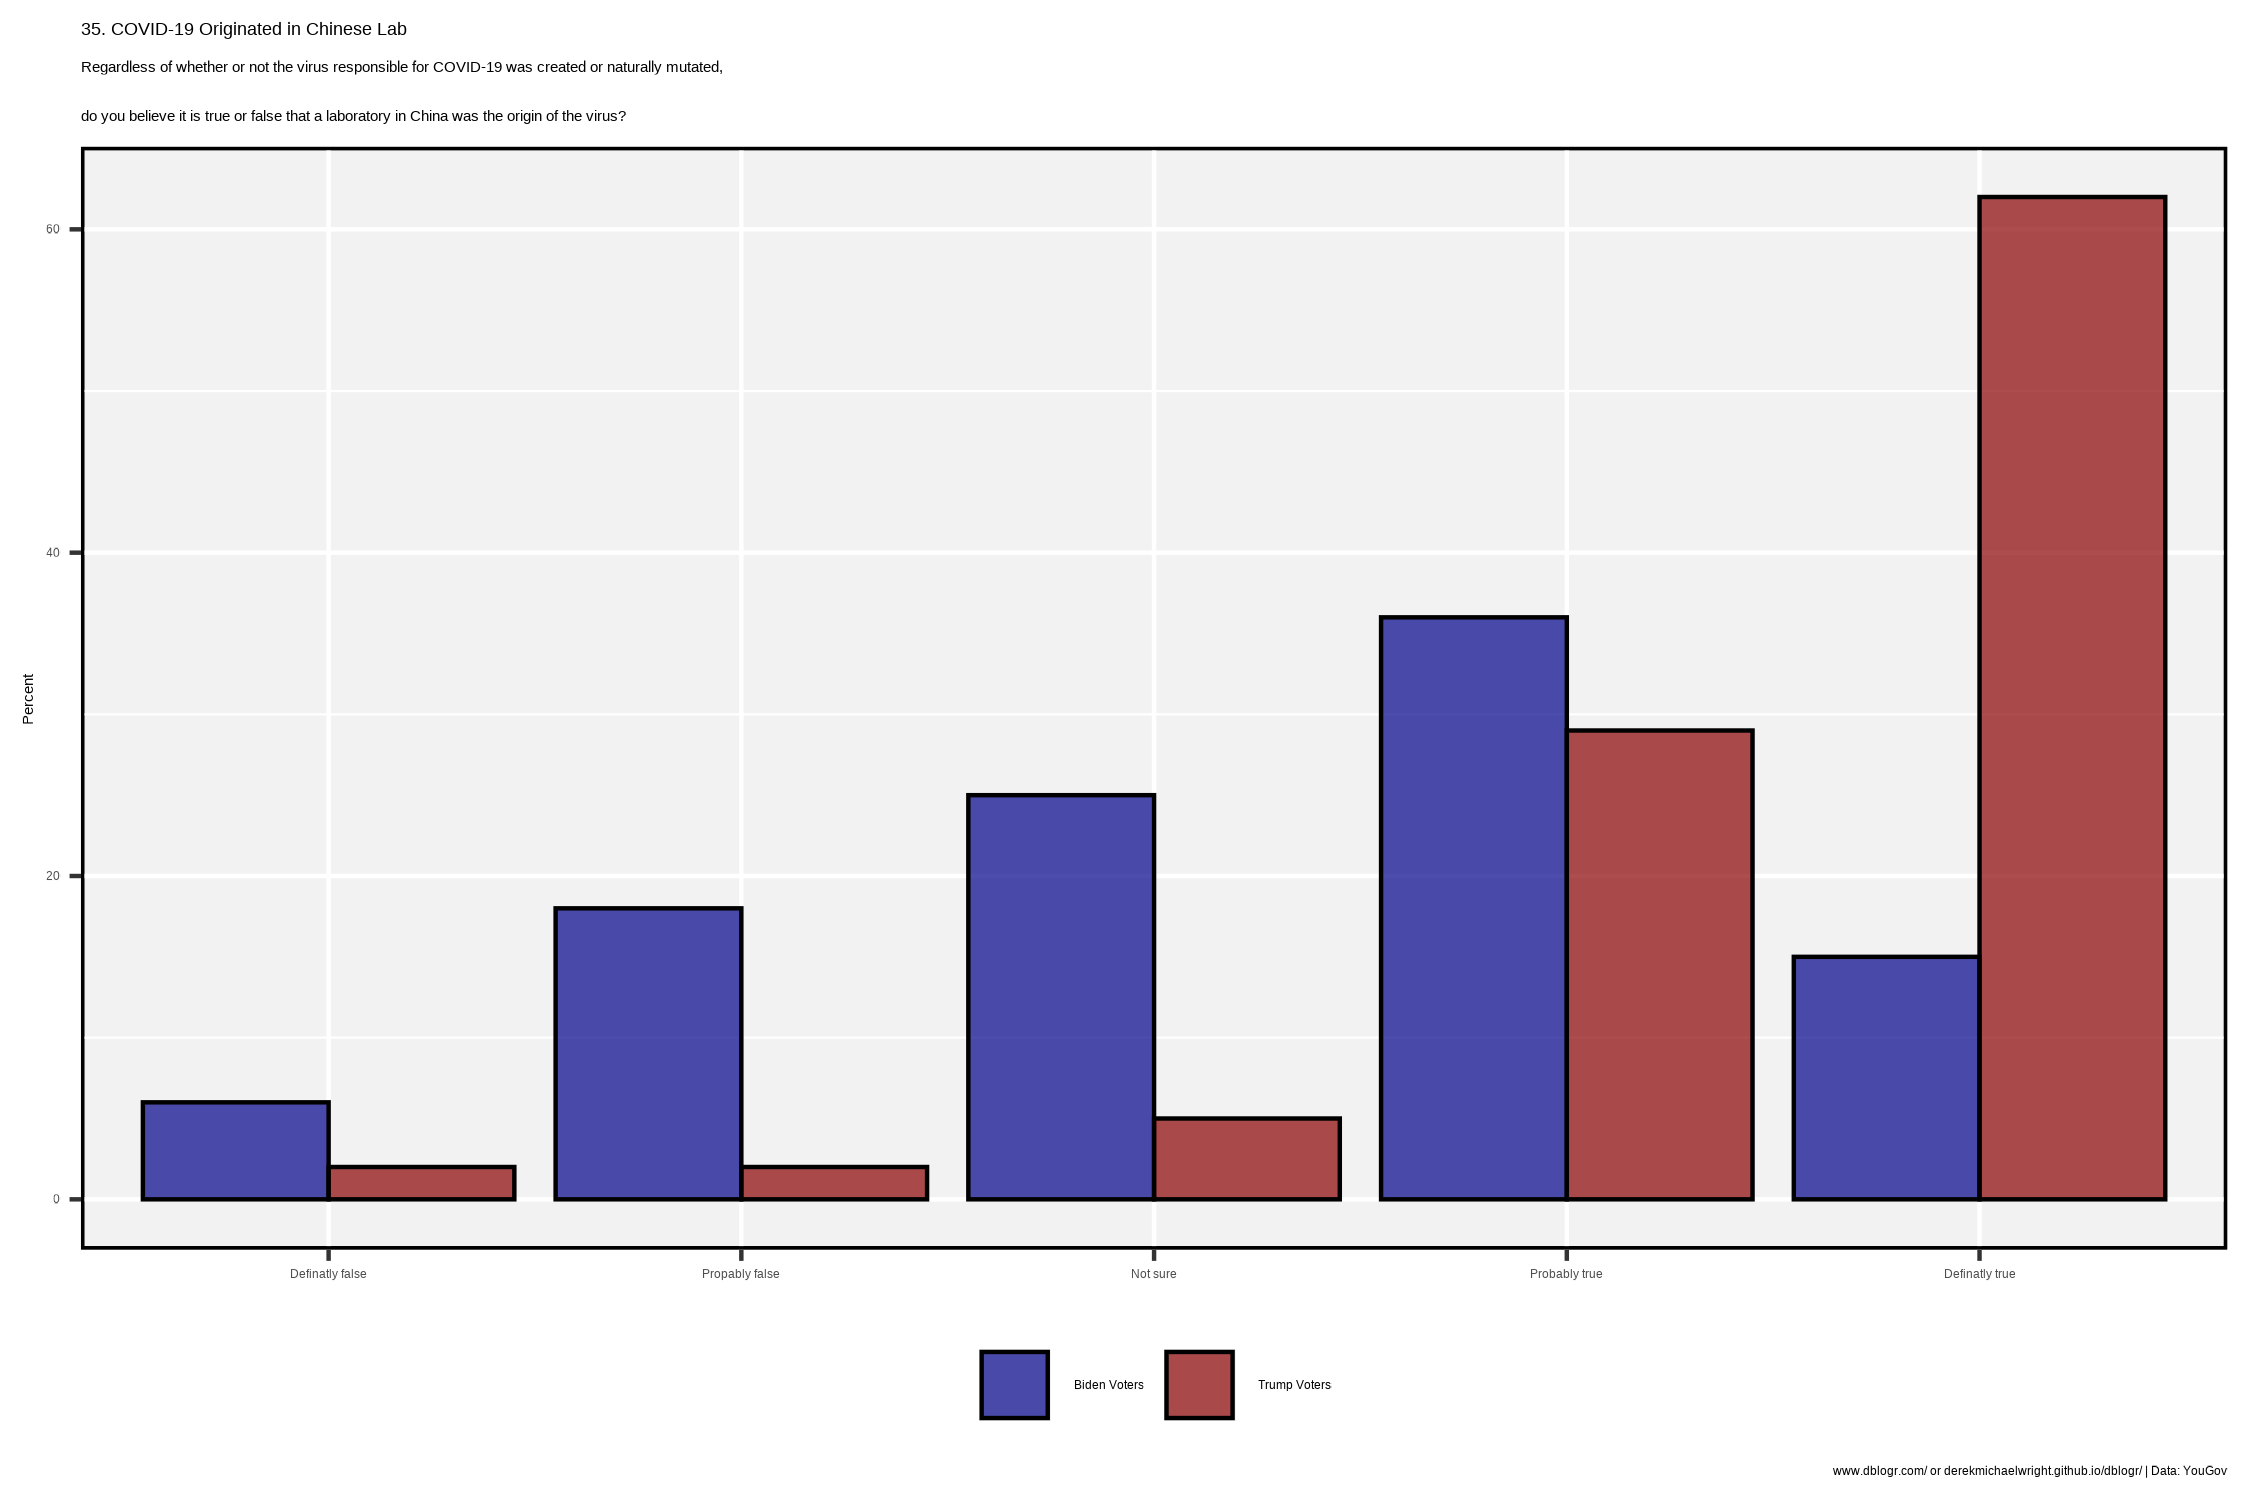 35. COVID-19 Originated in Chinese Lab
Regardless of whether or not the virus responsible for COVID-19 was created or naturally mutated,
do you believe it is true or false that a laboratory in China was the origin of the virus?
Percent
60
40
20
0
Definatly false
Propably false
Not sure
Probably true
Definatly true
Biden Voters
Trump Voters
www.dblogr.com/ or derekmichaelwright.github.io/dblogr/ | Data: YouGov